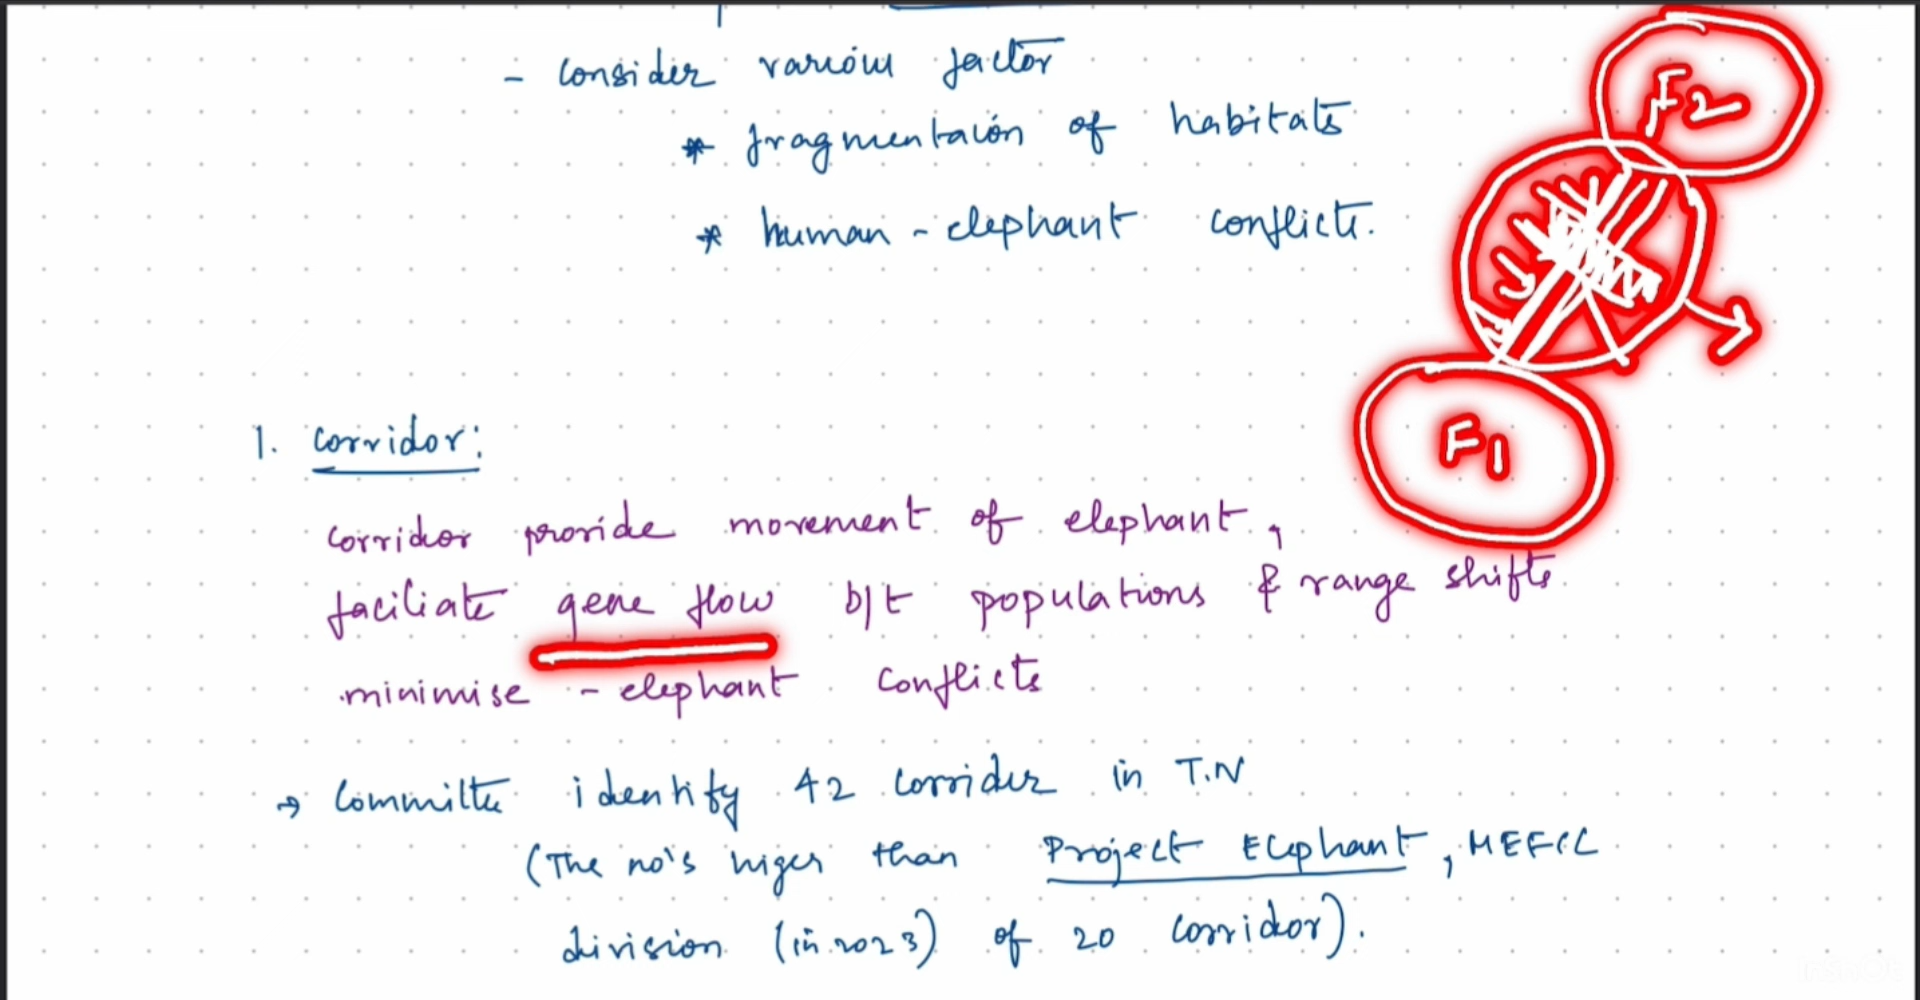 - consider various factor
* fragmentation of habitats
* human - elephant conflicts.
F2
F1
1. corridor:
corridor provide movement of elephant,
faciliate gene flow b/t populations & range shifts
minimise - elephant conflicts
→ Committee identify 42 corridor in T.N
(The no's higer than Project Elephant, MEFCC
division (in 2023) of 20 corridor).